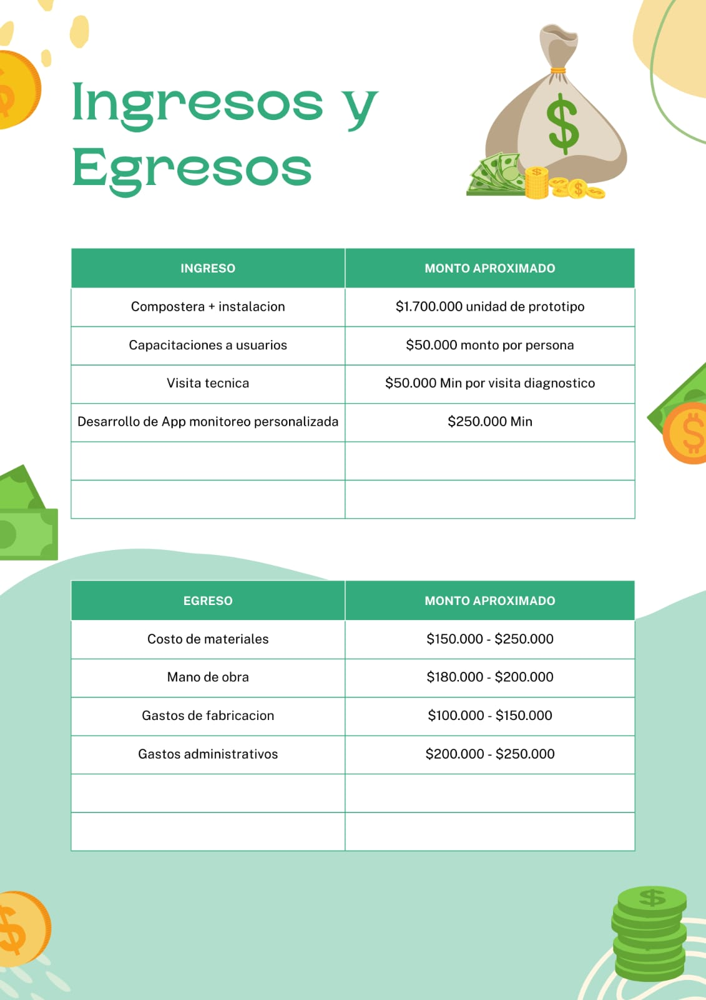 Ingresos y
Egresos
INGRESO MONTO APROXIMADO
Compostera + instalacion $1.700.000 unidad de prototipo
Capacitaciones a usuarios $50.000 monto por persona
Visita tecnica $50.000 Min por visita diagnostico
Desarrollo de App monitoreo personalizada $250.000 Min
EGRESO MONTO APROXIMADO
Costo de materiales $150.000 - $250.000
Mano de obra $180.000 - $200.000
Gastos de fabricacion $100.000 - $150.000
Gastos administrativos $200.000 - $250.000